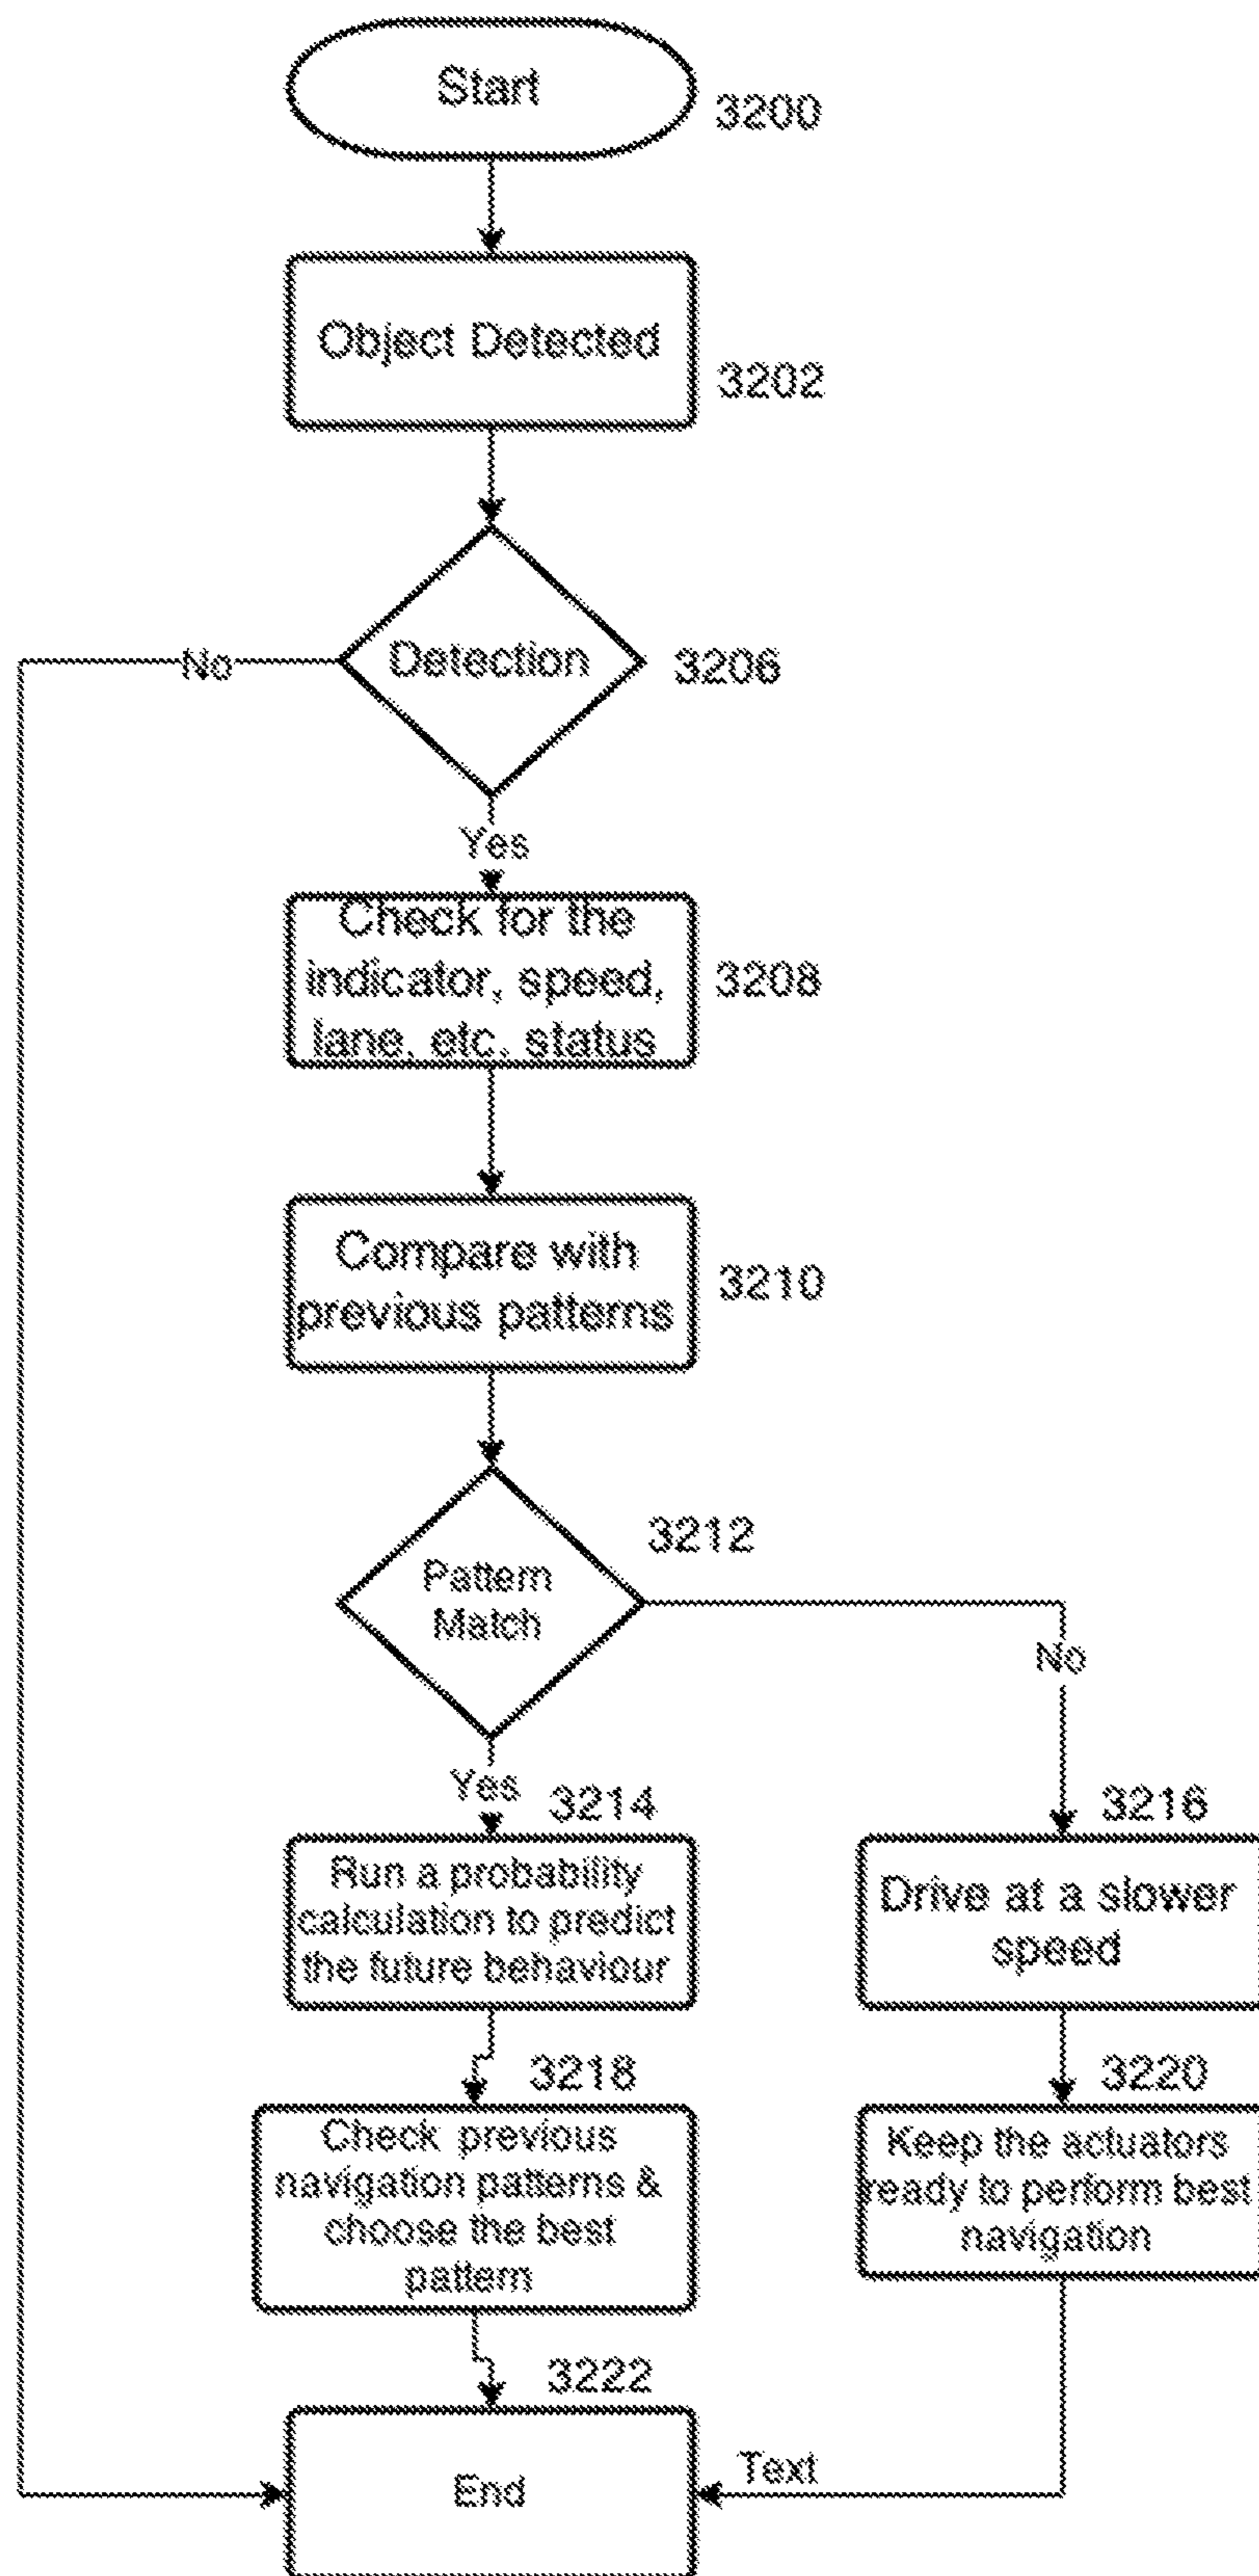 Start
3200
Object Detected
3202
Detection
3206
No
Yes
Check for the
indicator, speed,
lane, etc. status
3208
Compare with
previous patterns
3210
3212
Pattern
Match
No
Yes
3214
3216
Run a probability
calculation to predict
the future behaviour
Drive at a slower
speed
3218
3220
Check previous
navigation patterns &
choose the best
pattern
Keep the actuators
ready to perform best
navigation
3222
Text
End